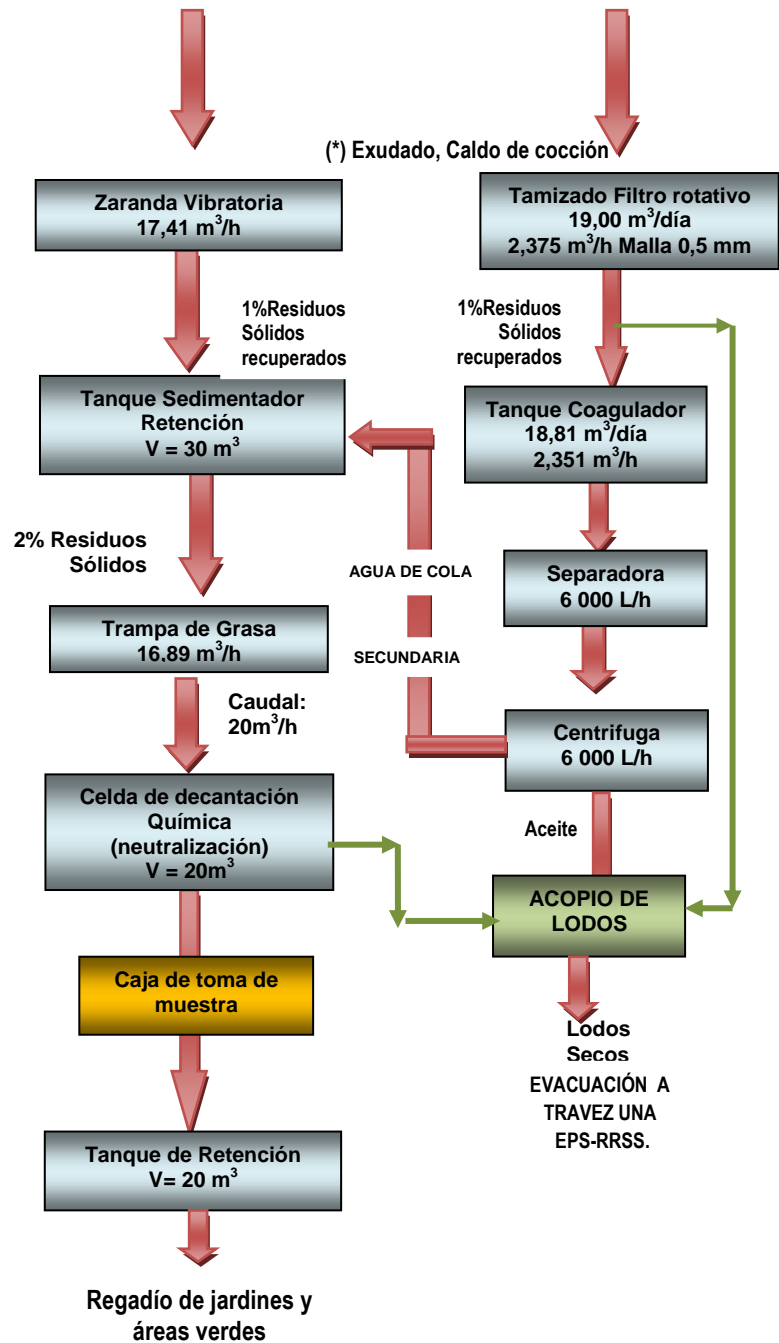 (*) Exudado, Caldo de cocción
Zaranda Vibratoria
17,41 m³/h
Tamizado Filtro rotativo
19,00 m³/día
2,375 m³/h Malla 0,5 mm
1%Residuos
Sólidos
recuperados
1%Residuos
Sólidos
recuperados
Tanque Sedimentador
Retención
V = 30 m³
Tanque Coagulador
18,81 m³/día
2,351 m³/h
2% Residuos
Sólidos
AGUA DE COLA
SECUNDARIA
Separadora
6 000 L/h
Trampa de Grasa
16,89 m³/h
Caudal:
20m³/h
Centrifuga
6 000 L/h
Celda de decantación
Química
(neutralización)
V = 20m³
Aceite
ACOPIO DE
LODOS
Caja de toma de
muestra
Lodos
Secos
EVACUACIÓN A
TRAVEZ UNA
EPS-RRSS.
Tanque de Retención
V= 20 m³
Regadío de jardines y
áreas verdes